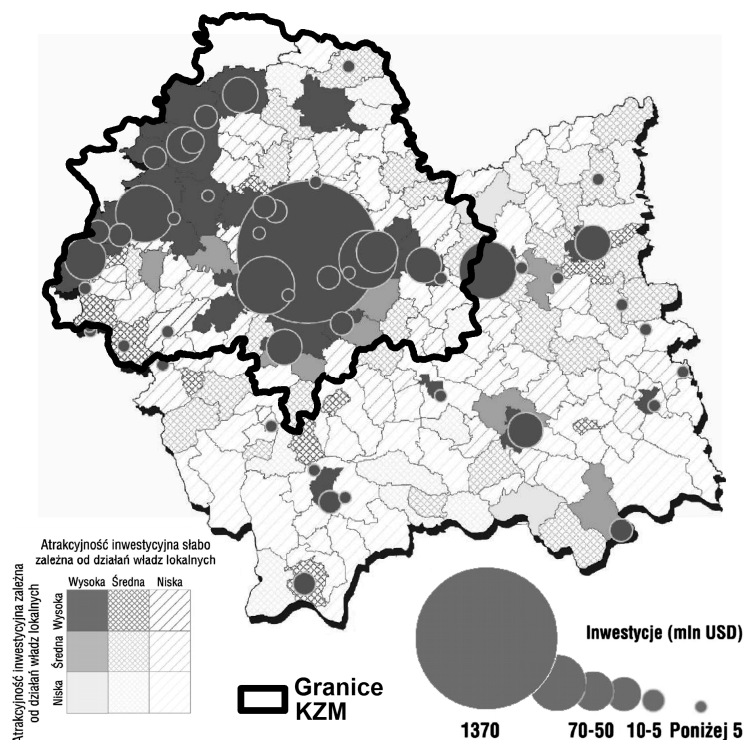 Atrakcyjność inwestycyjna słabo
zależna od działań władz lokalnych
Wysoka Średna Niska
Atrakcyjność inwestycyjna zależna
od działań władz lokalnych
Wysoka
Średna
Niska
Granice
KZM
Inwestycje (mln USD)
1370 70-50 10-5 Poniżej 5